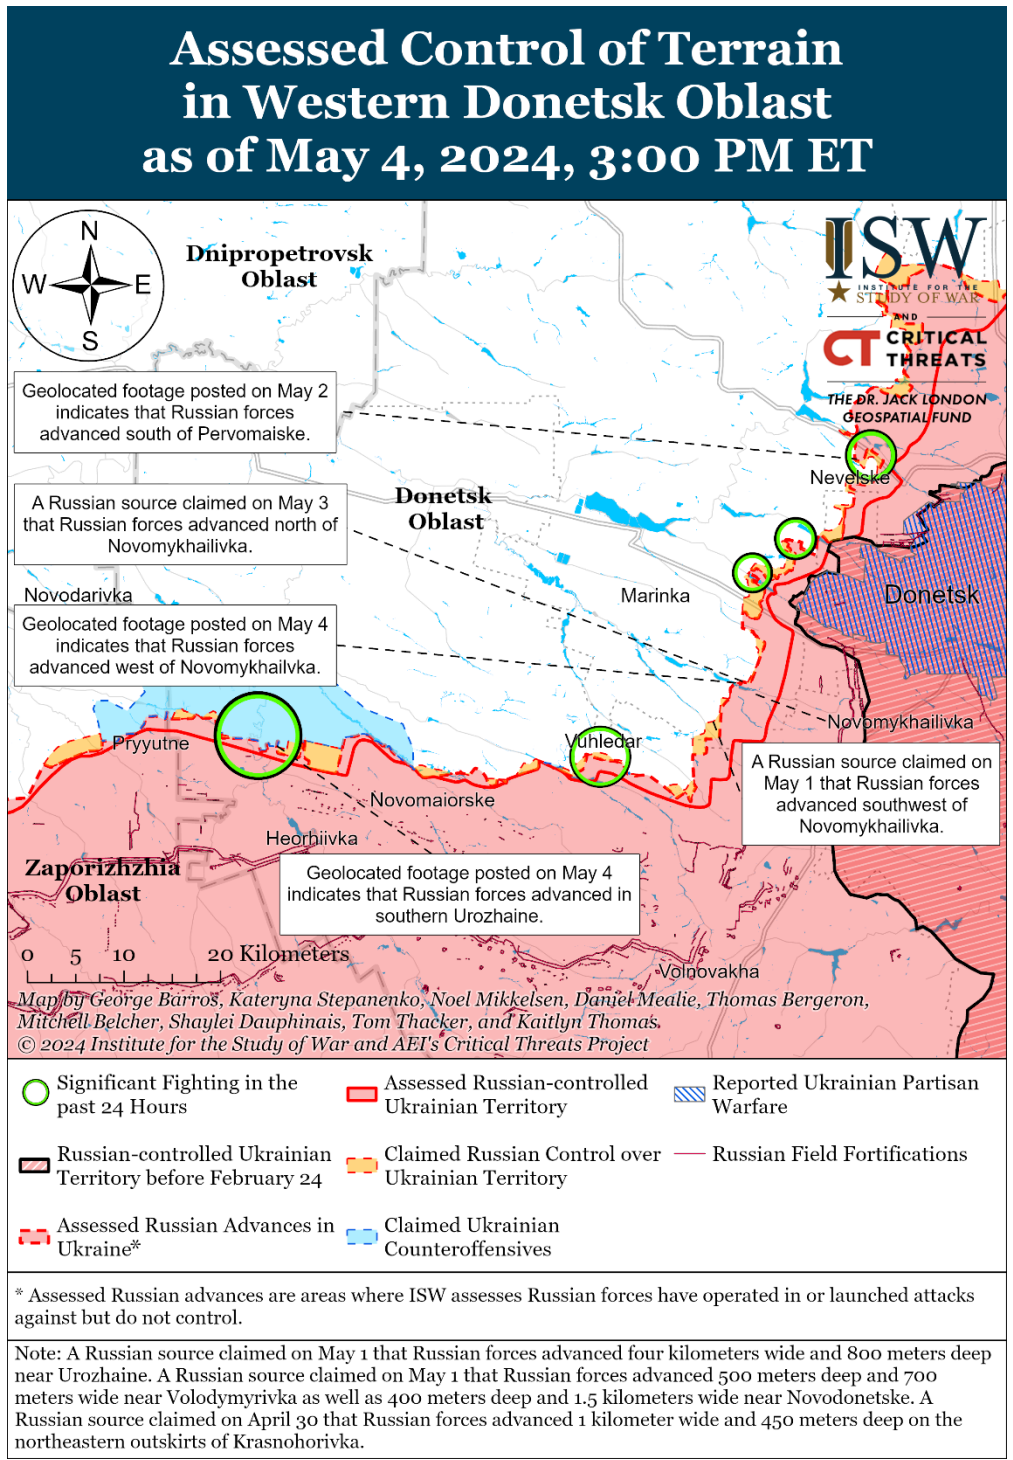 Assessed Control of Terrain
in Western Donetsk Oblast
as of May 4, 2024, 3:00 PM ET
N
W
E
S
Dnipropetrovsk
Oblast
ISW
INSTITUTE FOR THE
STUDY OF WAR
AND
CT CRITICAL
THREATS
THE DR. JACK LONDON
GEOSPATIAL FUND
Geolocated footage posted on May 2
indicates that Russian forces
advanced south of Pervomaiske.
Nevelske
A Russian source claimed on May 3
that Russian forces advanced north of
Novomykhailivka.
Donetsk
Oblast
Novodarivka
Marinka
Donetsk
Geolocated footage posted on May 4
indicates that Russian forces
advanced west of Novomykhailvka.
Novomykhailivka
Pryyutne
Vuhledar
A Russian source claimed on
May 1 that Russian forces
advanced southwest of
Novomykhailivka.
Novomaiorske
Heorhiivka
Zaporizhzhia
Oblast
Geolocated footage posted on May 4
indicates that Russian forces advanced in
southern Urozhaine.
0 5 10 20 Kilometers
Volnovakha
Map by George Barros, Kateryna Stepanenko, Noel Mikkelsen, Daniel Mealie, Thomas Bergeron,
Mitchell Belcher, Shaylei Dauphinais, Tom Thacker, and Kaitlyn Thomas.
© 2024 Institute for the Study of War and AEI's Critical Threats Project
Significant Fighting in the
past 24 Hours
Assessed Russian-controlled
Ukrainian Territory
Reported Ukrainian Partisan
Warfare
Russian-controlled Ukrainian
Territory before February 24
Claimed Russian Control over
Ukrainian Territory
Russian Field Fortifications
Assessed Russian Advances in
Ukraine*
Claimed Ukrainian
Counteroffensives
* Assessed Russian advances are areas where ISW assesses Russian forces have operated in or launched attacks
against but do not control.
Note: A Russian source claimed on May 1 that Russian forces advanced four kilometers wide and 800 meters deep
near Urozhaine. A Russian source claimed on May 1 that Russian forces advanced 500 meters deep and 700
meters wide near Volodymyrivka as well as 400 meters deep and 1.5 kilometers wide near Novodonetske. A
Russian source claimed on April 30 that Russian forces advanced 1 kilometer wide and 450 meters deep on the
northeastern outskirts of Krasnohorivka.